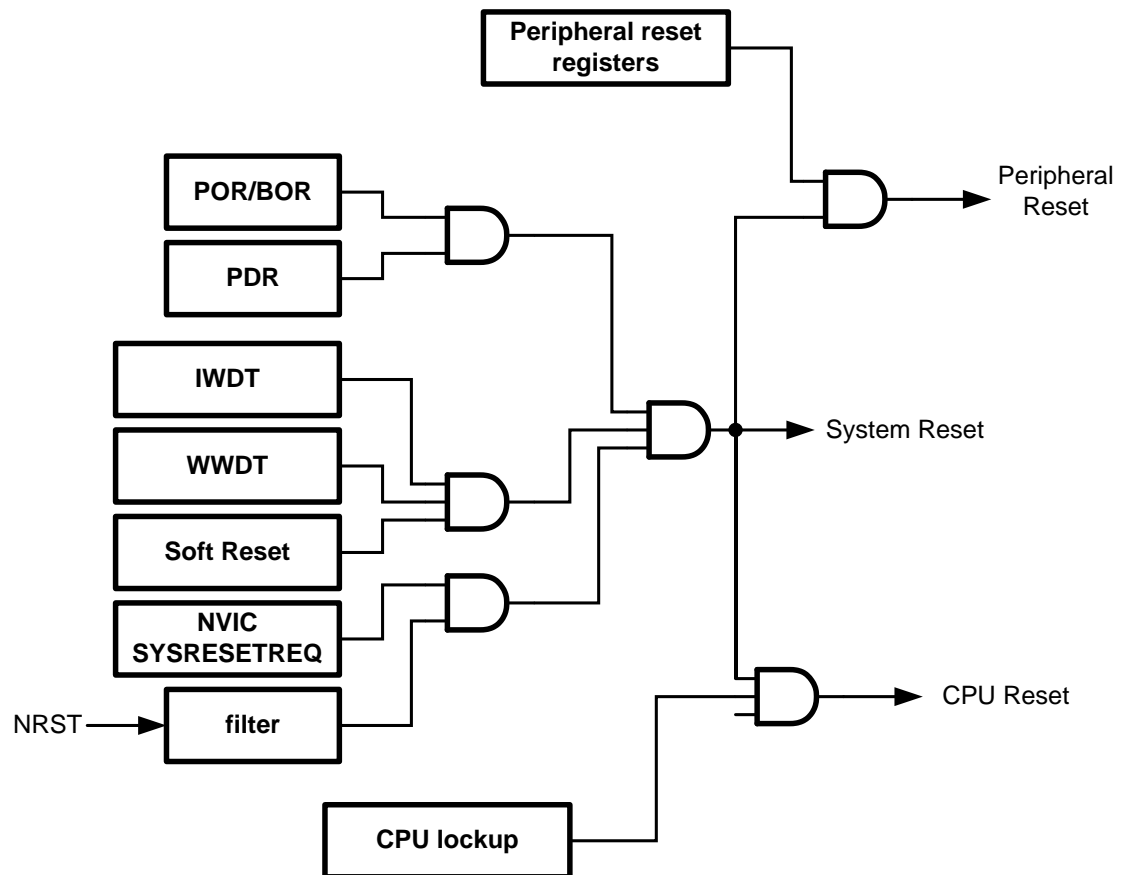 Peripheral reset
registers
POR/BOR
Peripheral
Reset
PDR
IWDT
System Reset
WWDT
Soft Reset
NVIC
SYSRESETREQ
NRST
filter
CPU Reset
CPU lockup